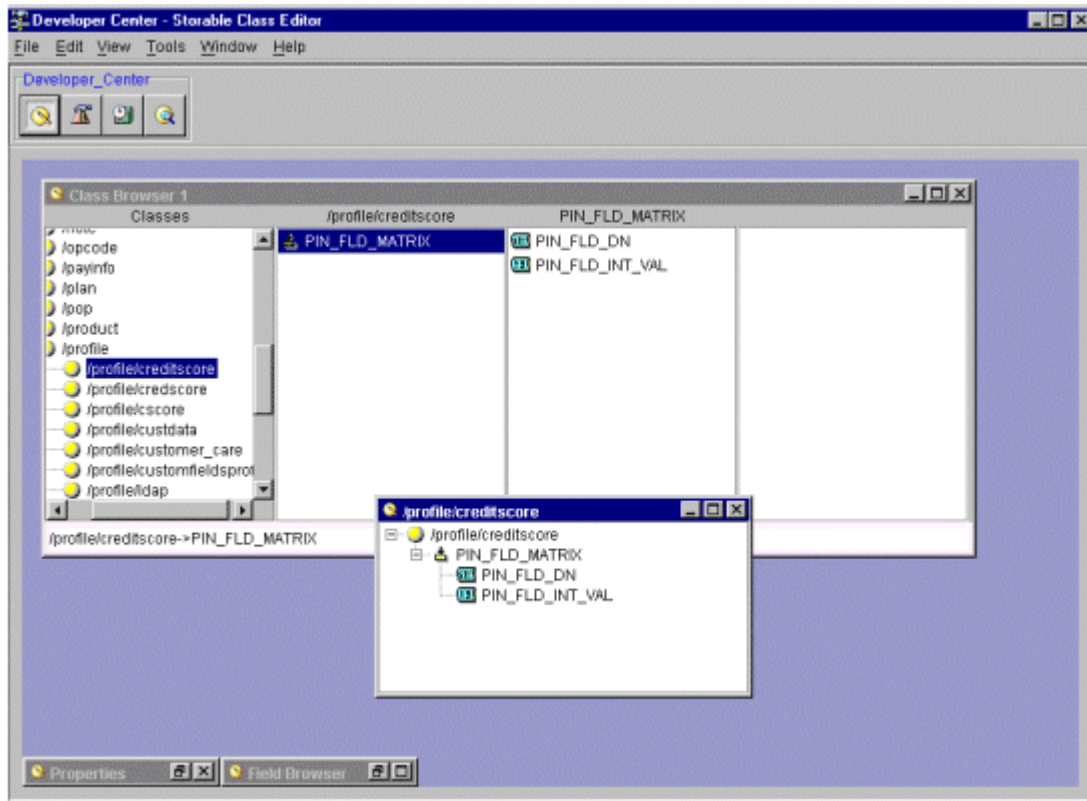 Developer Center - Storable Class Editor
File Edit View Tools Window Help
Developer_Center
Class Browser 1
Classes /profile/creditscore PIN_FLD_MATRIX
/opcode
/payinfo
/plan
/pop
/product
/profile
/profile/creditscore
/profile/credscore
/profile/cscore
/profile/custdata
/profile/customer_care
/profile/customfieldsprof
/profile/ldap
PIN_FLD_MATRIX
PIN_FLD_DN
PIN_FLD_INT_VAL
/profile/creditscore->PIN_FLD_MATRIX
/profile/creditscore
/profile/creditscore
PIN_FLD_MATRIX
PIN_FLD_DN
PIN_FLD_INT_VAL
Properties Field Browser